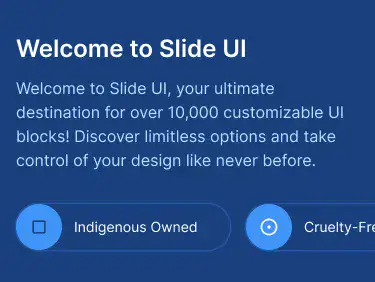 Welcome to Slide UI
Welcome to Slide UI, your ultimate
destination for over 10,000 customizable UI
blocks! Discover limitless options and take
control of your design like never before.
Indigenous Owned
Cruelty-Fre